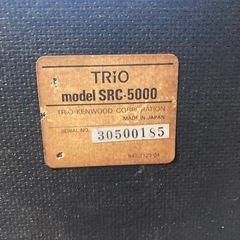 TRIO
model SRC-5000
TRIO-KENWOOD CORPORATION
MADE IN JAPAN
SERIAL NO. 30500185